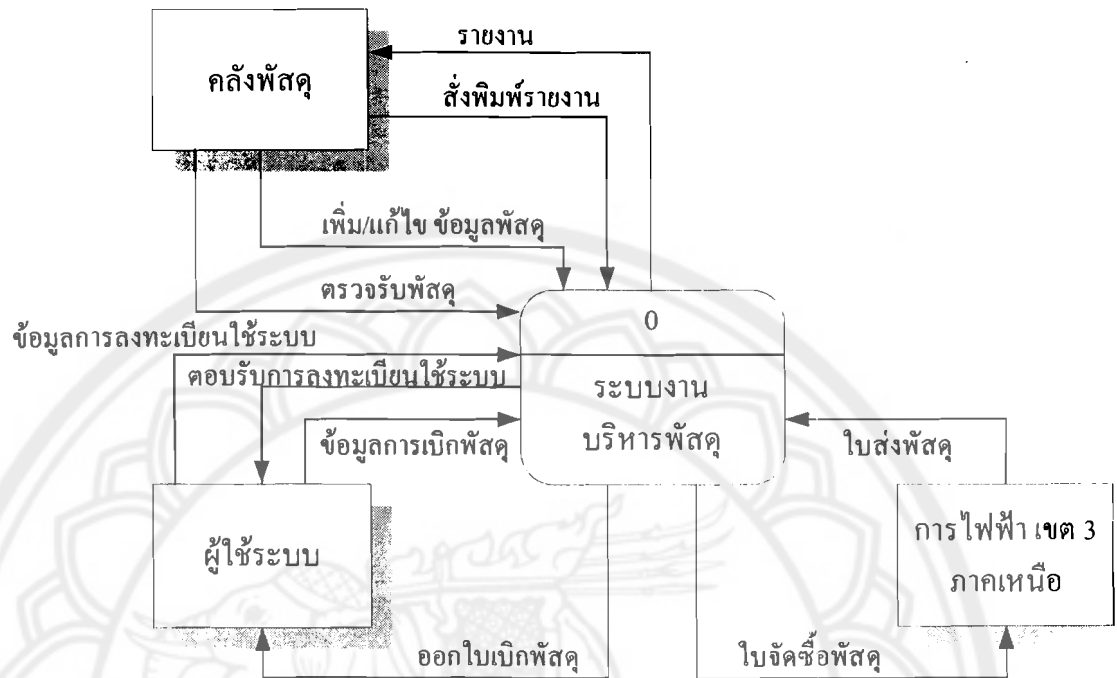 รายงาน
คลังพัสดุ
สั่งพิมพ์รายงาน
เพิ่ม/แก้ไข ข้อมูลพัสดุ
ตรวจรับพัสดุ
0
ข้อมูลการลงทะเบียนใช้ระบบ
ตอบรับการลงทะเบียนใช้ระบบ
ระบบงาน
บริหารพัสดุ
ข้อมูลการเบิกพัสดุ
ใบส่งพัสดุ
ผู้ใช้ระบบ
การไฟฟ้า เขต 3
ภาคเหนือ
ออกใบเบิกพัสดุ
ใบจัดซื้อพัสดุ